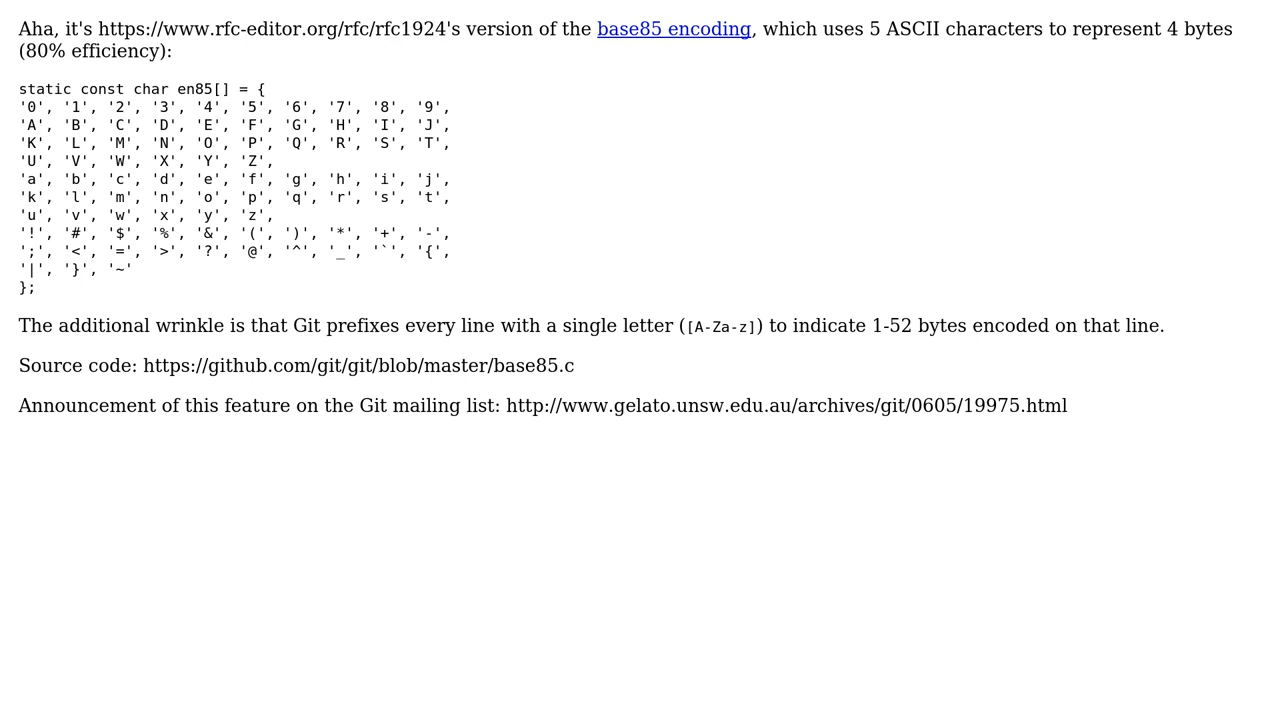 Aha, it's https://www.rfc-editor.org/rfc/rfc1924's version of the base85 encoding, which uses 5 ASCII characters to represent 4 bytes
(80% efficiency):
static const char en85[] = {
'0', '1', '2', '3', '4', '5', '6', '7', '8', '9',
'A', 'B', 'C', 'D', 'E', 'F', 'G', 'H', 'I', 'J',
'K', 'L', 'M', 'N', 'O', 'P', 'Q', 'R', 'S', 'T',
'U', 'V', 'W', 'X', 'Y', 'Z',
'a', 'b', 'c', 'd', 'e', 'f', 'g', 'h', 'i', 'j',
'k', 'l', 'm', 'n', 'o', 'p', 'q', 'r', 's', 't',
'u', 'v', 'w', 'x', 'y', 'z',
'!', '#', '$', '%', '&', '(', ')', '*', '+', '-',
';', '<', '=', '>', '?', '@', '^', '_', '`', '{',
'|', '}', '~'
};
The additional wrinkle is that Git prefixes every line with a single letter ([A-Za-z]) to indicate 1-52 bytes encoded on that line.
Source code: https://github.com/git/git/blob/master/base85.c
Announcement of this feature on the Git mailing list: http://www.gelato.unsw.edu.au/archives/git/0605/19975.html